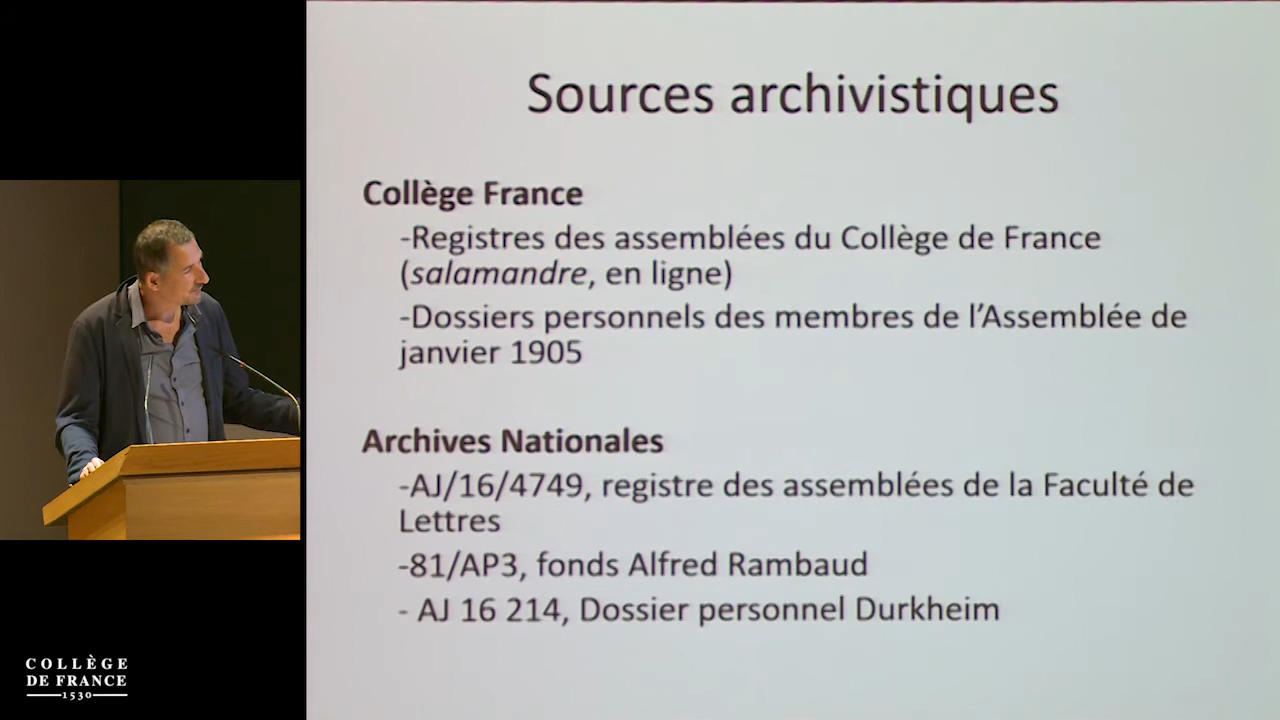 Sources archivistiques
Collège France
-Registres des assemblées du Collège de France
(salamandre, en ligne)
-Dossiers personnels des membres de l’Assemblée de
janvier 1905
Archives Nationales
-AJ/16/4749, registre des assemblées de la Faculté de
Lettres
-81/AP3, fonds Alfred Rambaud
- AJ 16 214, Dossier personnel Durkheim
COLLÈGE
DE FRANCE
1530